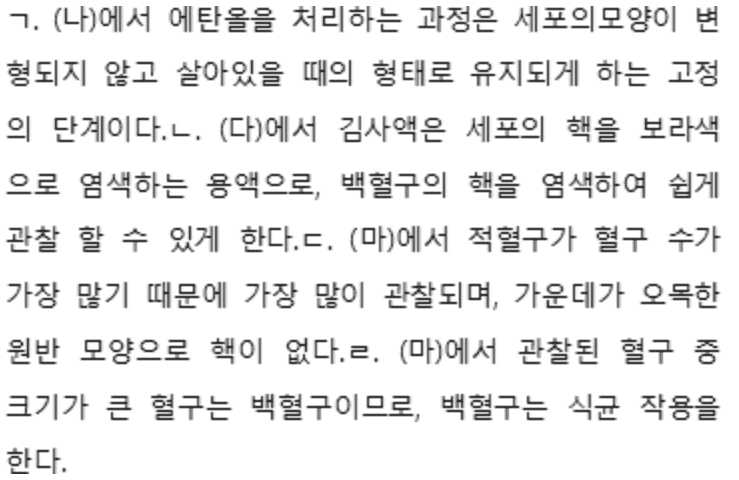 ㄱ. (나)에서 에탄올을 처리하는 과정은 세포의모양이 변
형되지 않고 살아있을 때의 형태로 유지되게 하는 고정
의 단계이다.ㄴ. (다)에서 김사액은 세포의 핵을 보라색
으로 염색하는 용액으로, 백혈구의 핵을 염색하여 쉽게
관찰 할 수 있게 한다.ㄷ. (마)에서 적혈구가 혈구 수가
가장 많기 때문에 가장 많이 관찰되며, 가운데가 오목한
원반 모양으로 핵이 없다.ㄹ. (마)에서 관찰된 혈구 중
크기가 큰 혈구는 백혈구이므로, 백혈구는 식균 작용을
한다.